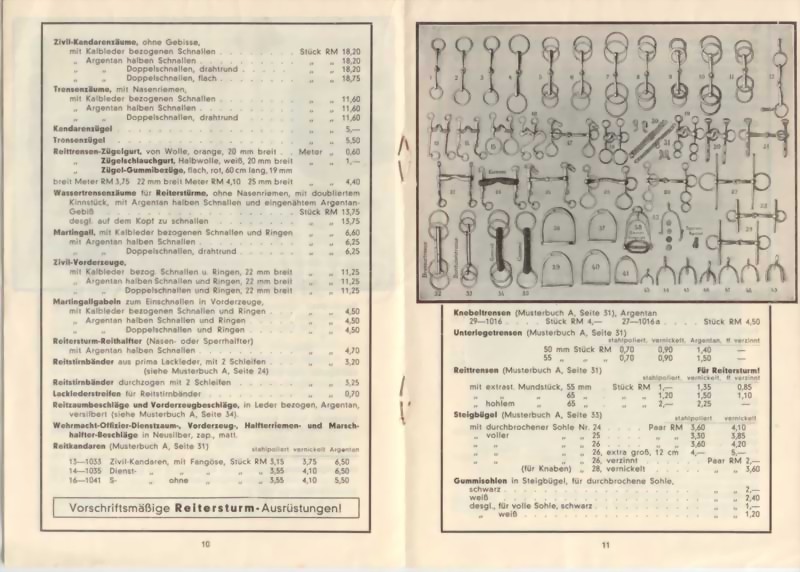 Zivil-Kandarenzäume, ohne Gebisse,
mit Kalbleder bezogenen Schnallen . . . . . . . . Stück RM 18,20
„ Argentan halben Schnallen . . . . . . . . „ „ 18,20
„ „ Doppelschnallen, drahtrund . . . . „ „ 18,20
„ „ Doppelschnallen, flach . . . . „ „ 18,75
Trensenzäume, mit Nasenriemen,
mit Kalbleder bezogenen Schnallen . . . . . . . . „ „ 11,60
„ Argentan halben Schnallen . . . . . . . . „ „ 11,60
„ „ Doppelschnallen, drahtrund . . . . „ „ 11,60
Kandarenzügel . . . . . . . . „ „ 5,—
Trensenzügel . . . . . . . . „ „ 5,50
Reittrensen-Zügelgurt, von Wolle, orange, 20 mm breit . . Meter „ 0,60
„ Zügelschlauchgurt, Halbwolle, weiß, 20 mm breit „ „ 1,—
„ Zügel-Gummibezüge, flach, rot, 60 cm lang, 19 mm
breit Meter RM 3,75 22 mm breit Meter RM 4,10 25 mm breit „ „ 4,40
Wassertrensenzäume für Reiterstürme, ohne Nasenriemen, mit doubliertem
Kinnstück, mit Argentan halben Schnallen und eingenähtem Argentan-
Gebiß . . . . . . . . Stück RM 13,75
desgl. auf dem Kopf zu schnallen . . . . . . . . „ „ 13,75
Martingall, mit Kalbleder bezogenen Schnallen und Ringen . „ „ 6,60
mit Argentan halben Schnallen . . . . . . . . „ „ 6,25
„ „ Doppelschnallen, drahtrund . . . . „ „ 6,25
Zivil-Vorderzeuge,
mit Kalbleder bezog. Schnallen u. Ringen, 22 mm breit „ „ 11,25
„ Argentan halben Schnallen und Ringen, 22 mm breit „ „ 11,25
„ „ Doppelschnallen und Ringen, 22 mm breit „ „ 11,25
Martingallgabeln zum Einschnallen in Vorderzeuge,
mit Kalbleder bezogenen Schnallen und Ringen . . . . „ „ 4,50
„ Argentan halben Schnallen und Ringen . . . . „ „ 4,50
„ „ Doppelschnallen und Ringen . . . . „ „ 4,50
Reitersturm-Reithalfter (Nasen- oder Sperrhalfter)
mit Argentan halben Schnallen . . . . . . . . „ „ 4,70
Reitstirnbänder aus prima Lackleder, mit 2 Schleifen . . „ „ 3,20
(siehe Musterbuch A, Seite 24)
Reitstirnbänder durchzogen mit 2 Schleifen . . . . „ „ 3,25
Lacklederstreifen für Reitstirnbänder . . . . „ „ 0,70
Reitzaumbeschläge und Vorderzeugbeschläge, in Leder bezogen, Argentan,
versilbert (siehe Musterbuch A, Seite 34).
Wehrmacht-Offizier-Dienstzaum-, Vorderzeug-, Halfterriemen- und Marsch-
halfter-Beschläge in Neusilber, zap., matt.
Reitkandaren (Musterbuch A, Seite 31) stahlpoliert vernickelt Argentan
13—1033 Zivil-Kandaren, mit Fangöse, Stück RM 3,15 3,75 6,50
14—1035 Dienst- „ „ „ „ „ 3,55 4,10 6,50
16—1041 S- „ ohne „ „ „ 3,55 4,10 5,50
Vorschriftsmäßige Reitersturm-Ausrüstungen!
10
Knebeltrensen (Musterbuch A, Seite 31), Argentan
29—1016 . . . . Stück RM 4,— 27—1016a . . . . Stück RM 4,50
Unterlegetrensen (Musterbuch A, Seite 31)
stahlpoliert, vernickelt, Argentan, ff verzinnt
50 mm Stück RM 0,70 0,90 1,40 —
55 „ „ „ 0,70 0,90 1,50 —
Reittrensen (Musterbuch A, Seite 31) Für Reitersturm!
stahlpoliert vernickelt, ff verzinnt
mit extrast. Mundstück, 55 mm Stück RM 1,— 1,35 0,85
„ „ „ 65 „ „ „ 1,20 1,50 1,10
„ hohlem „ 65 „ „ „ 2,— 2,25 —
Steigbügel (Musterbuch A, Seite 33)
stahlpoliert vernickelt
mit durchbrochener Sohle Nr. 24 . . . . Paar RM 3,60 4,10
„ voller „ „ 25 . . . . „ „ 3,30 3,85
„ „ „ „ 26 . . . . „ „ 3,60 4,20
„ „ „ „ 26, extra groß, 12 cm 4,— 5,—
„ „ „ „ 26, verzinnt . . . . Paar RM 2,—
(für Knaben) „ 28, vernickelt . . . . „ „ 3,60
Gummisohlen in Steigbügel, für durchbrochene Sohle,
schwarz . . . . . . . . „ „ 2,—
weiß . . . . . . . . „ „ 2,40
desgl., für volle Sohle, schwarz . . . . „ „ 1,—
„ weiß . . . . . . . . „ „ 1,20
11